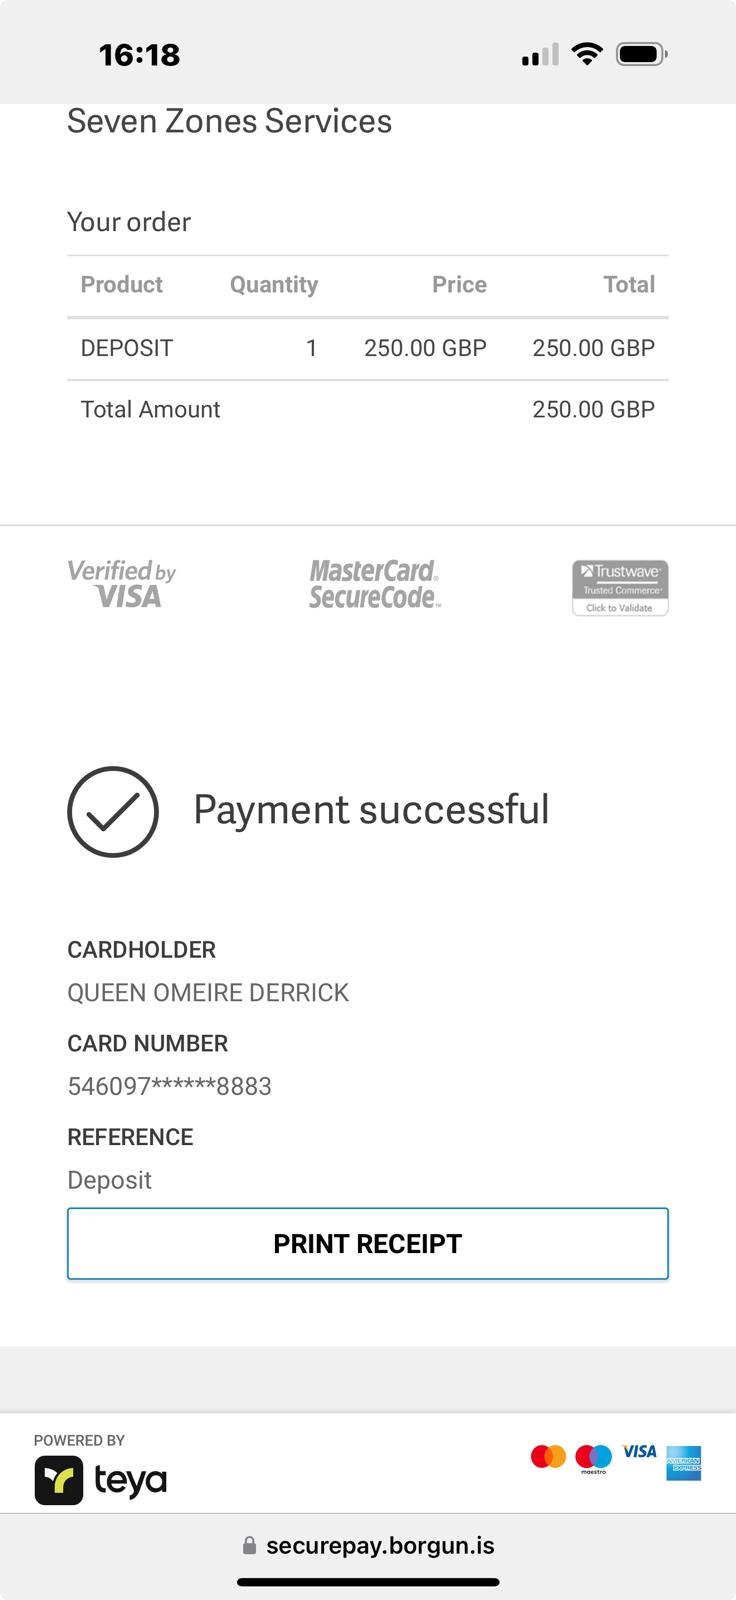 16:18
Seven Zones Services
Your order
Product Quantity Price Total
DEPOSIT 1 250.00 GBP 250.00 GBP
Total Amount 250.00 GBP
Verified by VISA
MasterCard. SecureCode™
Trustwave®
Trusted Commerce℠
Click to Validate
Payment successful
CARDHOLDER
QUEEN OMEIRE DERRICK
CARD NUMBER
546097******8883
REFERENCE
Deposit
PRINT RECEIPT
POWERED BY
teya
maestro
VISA
AMERICAN EXPRESS
securepay.borgun.is